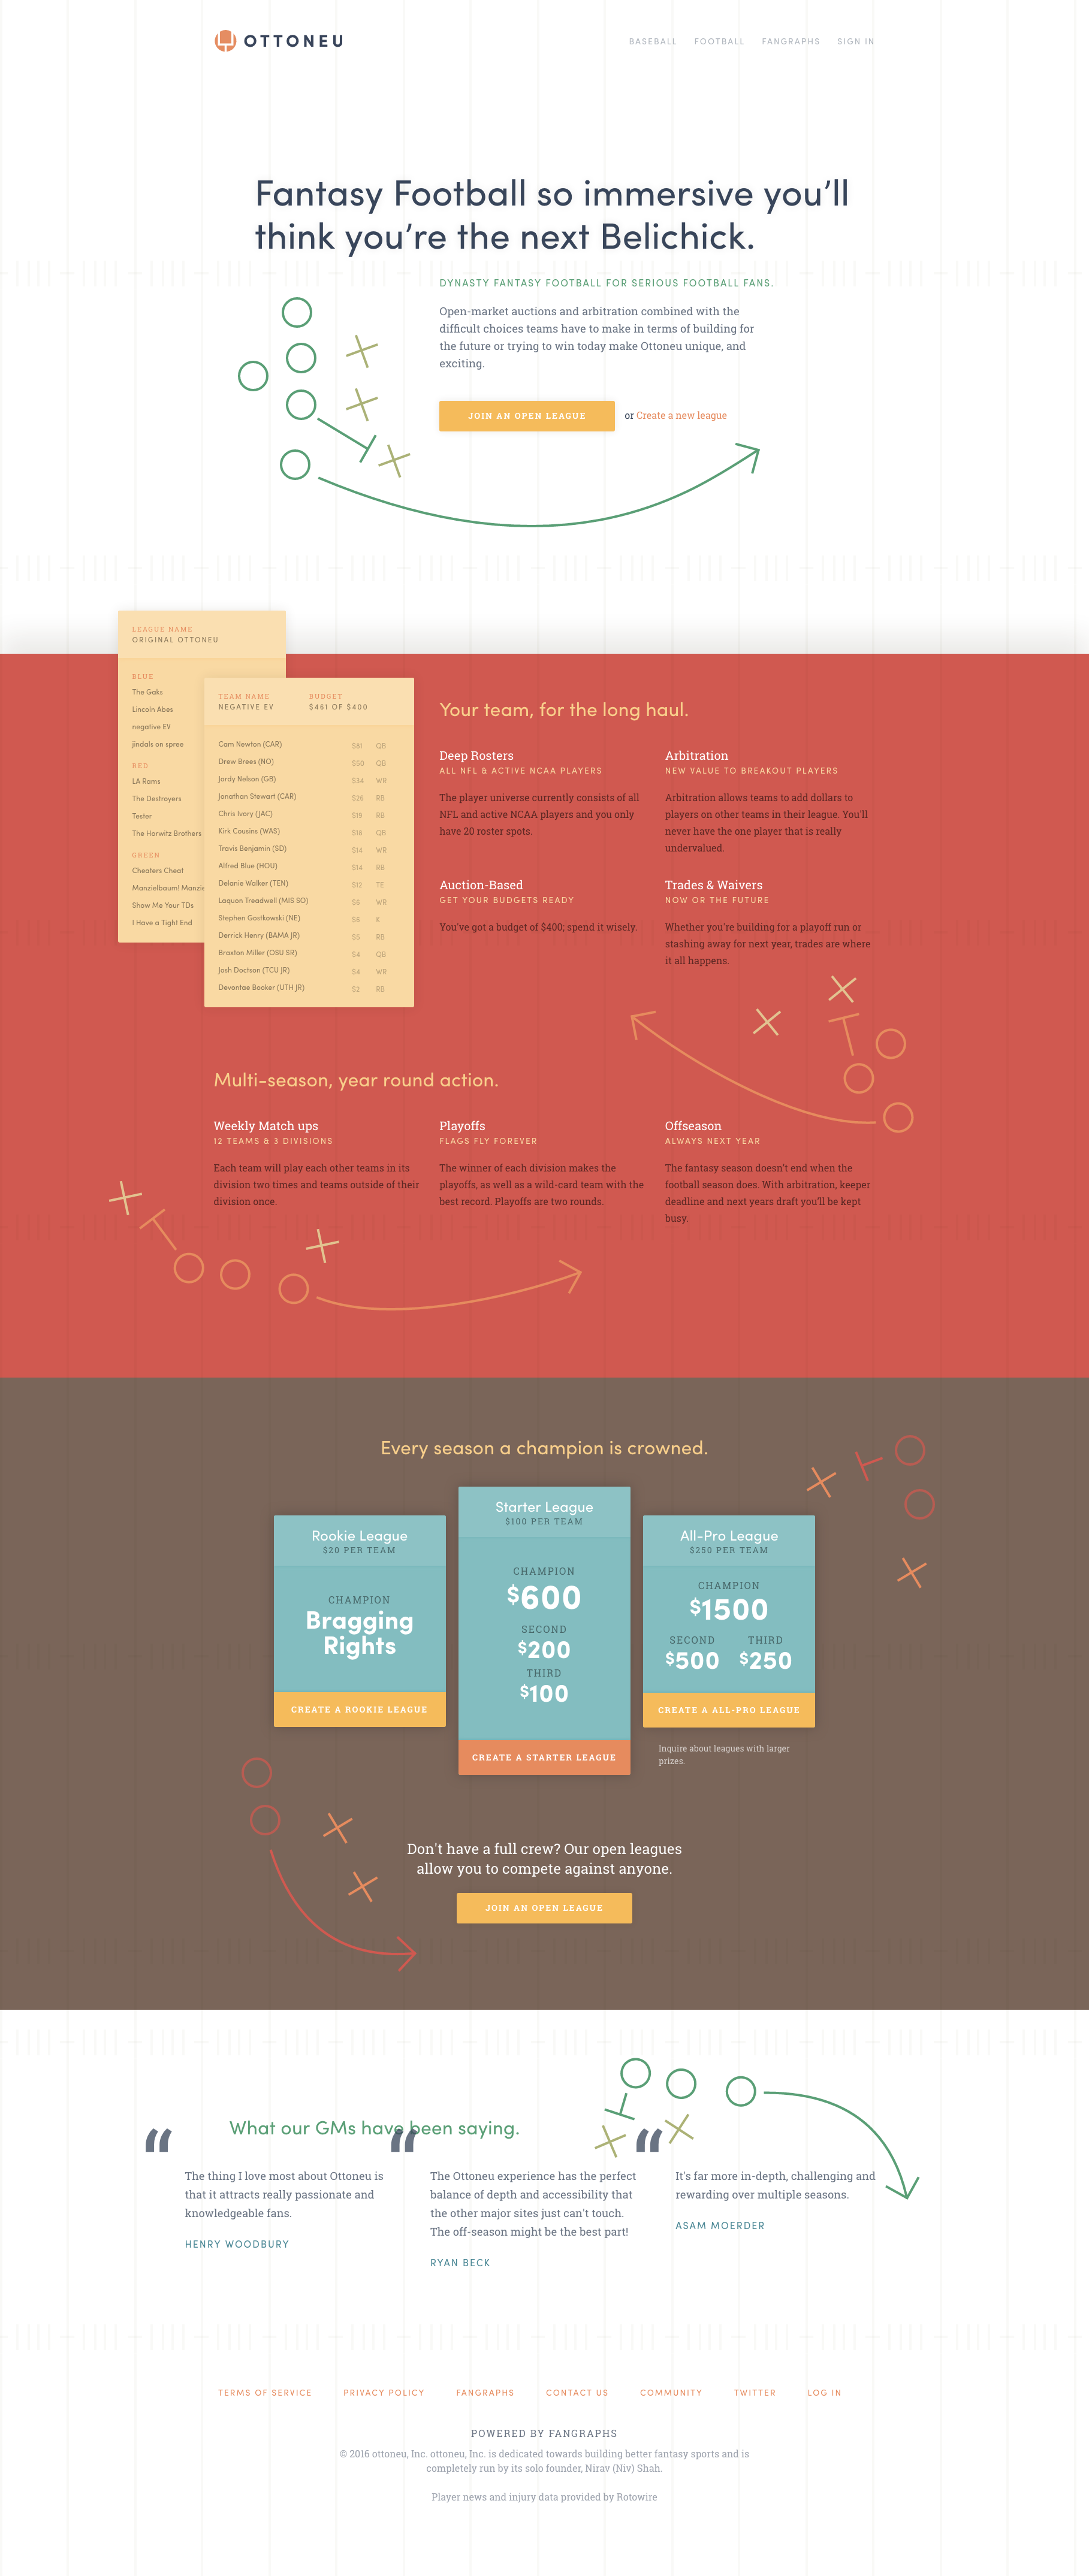 OTTONEU
BASEBALL FOOTBALL FANGRAPHS SIGN IN
Fantasy Football so immersive you’ll
think you’re the next Belichick.
DYNASTY FANTASY FOOTBALL FOR SERIOUS FOOTBALL FANS.
Open-market auctions and arbitration combined with the
difficult choices teams have to make in terms of building for
the future or trying to win today make Ottoneu unique, and
exciting.
JOIN AN OPEN LEAGUE or Create a new league
LEAGUE NAME
ORIGINAL OTTONEU
BLUE
The Gaks
Lincoln Abes
negative EV
jindals on spree
RED
LA Rams
The Destroyers
Tester
The Horwitz Brothers
GREEN
Cheaters Cheat
Manzielbaum! Manzie
Show Me Your TDs
I Have a Tight End
TEAM NAME BUDGET
NEGATIVE EV $461 OF $400
Cam Newton (CAR) $81 QB
Drew Brees (NO) $50 QB
Jordy Nelson (GB) $34 WR
Jonathan Stewart (CAR) $26 RB
Chris Ivory (JAC) $19 RB
Kirk Cousins (WAS) $18 QB
Travis Benjamin (SD) $14 WR
Alfred Blue (HOU) $14 RB
Delanie Walker (TEN) $12 TE
Laquon Treadwell (MIS SO) $6 WR
Stephen Gostkowski (NE) $6 K
Derrick Henry (BAMA JR) $5 RB
Braxton Miller (OSU SR) $4 QB
Josh Doctson (TCU JR) $4 WR
Devontae Booker (UTH JR) $2 RB
Your team, for the long haul.
Deep Rosters
ALL NFL & ACTIVE NCAA PLAYERS
The player universe currently consists of all
NFL and active NCAA players and you only
have 20 roster spots.
Arbitration
NEW VALUE TO BREAKOUT PLAYERS
Arbitration allows teams to add dollars to
players on other teams in their league. You'll
never have the one player that is really
undervalued.
Auction-Based
GET YOUR BUDGETS READY
You've got a budget of $400; spend it wisely.
Trades & Waivers
NOW OR THE FUTURE
Whether you're building for a playoff run or
stashing away for next year, trades are where
it all happens.
Multi-season, year round action.
Weekly Match ups
12 TEAMS & 3 DIVISIONS
Each team will play each other teams in its
division two times and teams outside of their
division once.
Playoffs
FLAGS FLY FOREVER
The winner of each division makes the
playoffs, as well as a wild-card team with the
best record. Playoffs are two rounds.
Offseason
ALWAYS NEXT YEAR
The fantasy season doesn't end when the
football season does. With arbitration, keeper
deadline and next years draft you'll be kept
busy.
Every season a champion is crowned.
Rookie League
$20 PER TEAM
CHAMPION
Bragging
Rights
CREATE A ROOKIE LEAGUE
Starter League
$100 PER TEAM
CHAMPION
$600
SECOND
$200
THIRD
$100
CREATE A STARTER LEAGUE
All-Pro League
$250 PER TEAM
CHAMPION
$1500
SECOND THIRD
$500 $250
CREATE A ALL-PRO LEAGUE
Inquire about leagues with larger
prizes.
Don't have a full crew? Our open leagues
allow you to compete against anyone.
JOIN AN OPEN LEAGUE
What our GMs have been saying.
“
The thing I love most about Ottoneu is
that it attracts really passionate and
knowledgeable fans.
HENRY WOODBURY
“
The Ottoneu experience has the perfect
balance of depth and accessibility that
the other major sites just can't touch.
The off-season might be the best part!
RYAN BECK
“
It's far more in-depth, challenging and
rewarding over multiple seasons.
ASAM MOERDER
TERMS OF SERVICE PRIVACY POLICY FANGRAPHS CONTACT US COMMUNITY TWITTER LOG IN
POWERED BY FANGRAPHS
© 2016 ottoneu, Inc. ottoneu, Inc. is dedicated towards building better fantasy sports and is
completely run by its solo founder, Nirav (Niv) Shah.
Player news and injury data provided by Rotowire